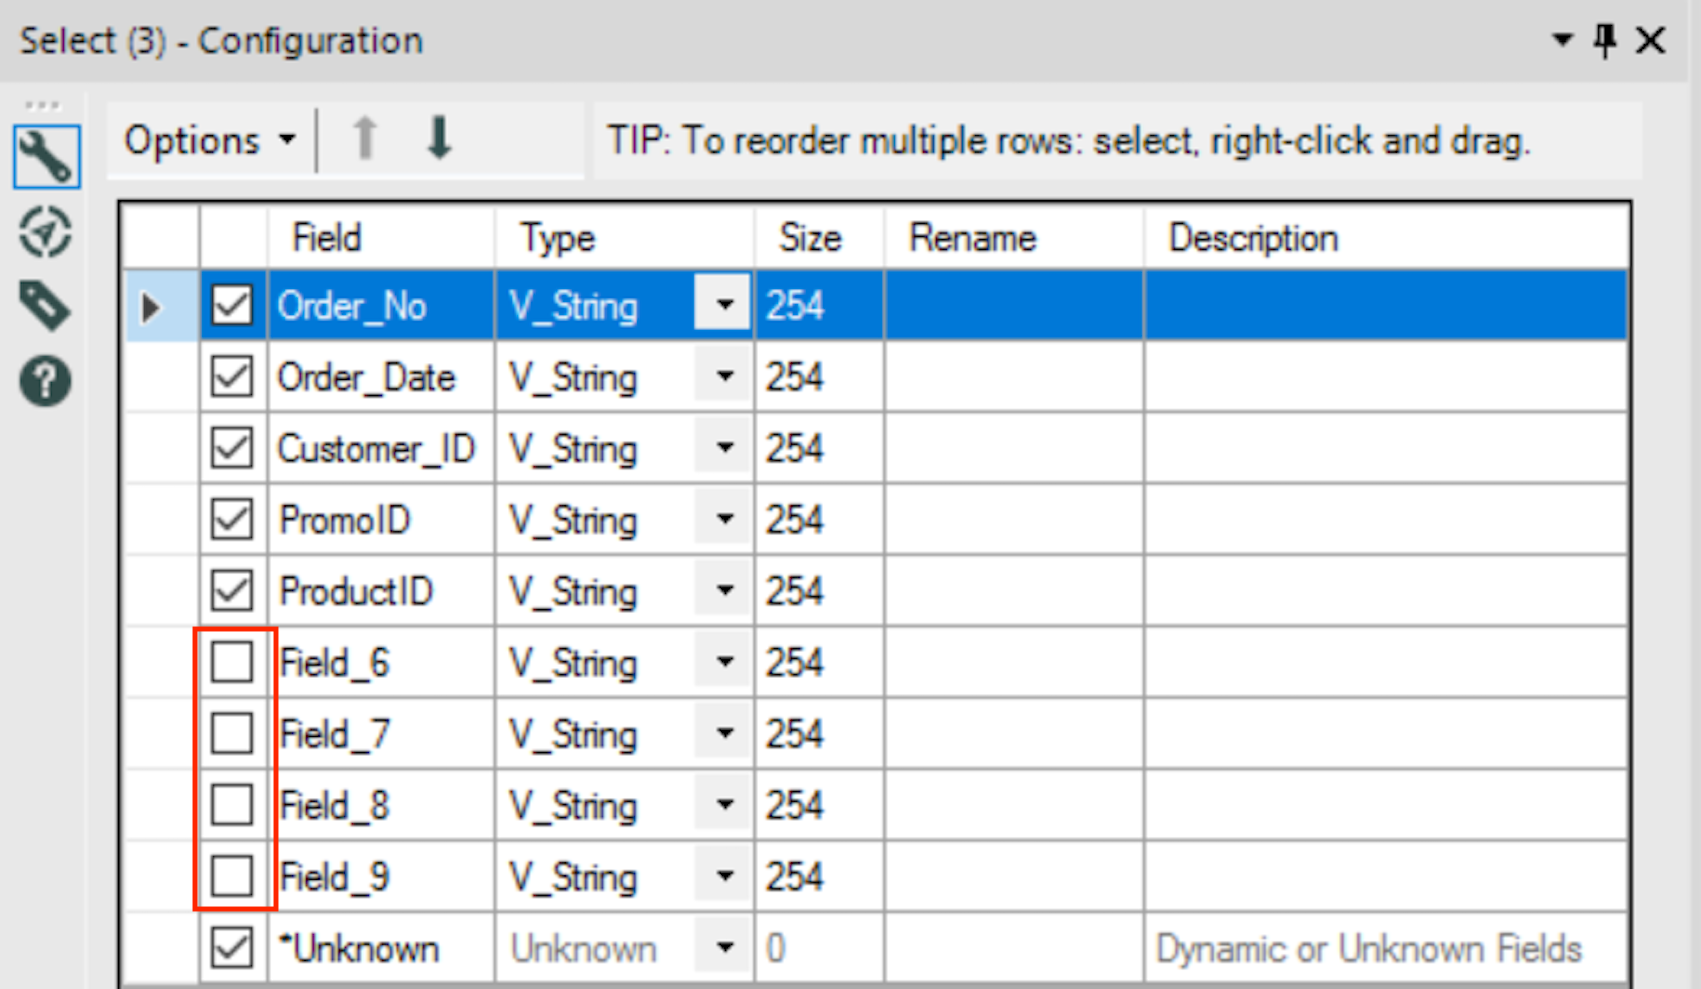 Select (3) - Configuration
Options
TIP: To reorder multiple rows: select, right-click and drag.
Field Type Size Rename Description
Order_No V_String 254
Order_Date V_String 254
Customer_ID V_String 254
PromoID V_String 254
ProductID V_String 254
Field_6 V_String 254
Field_7 V_String 254
Field_8 V_String 254
Field_9 V_String 254
*Unknown Unknown 0 Dynamic or Unknown Fields